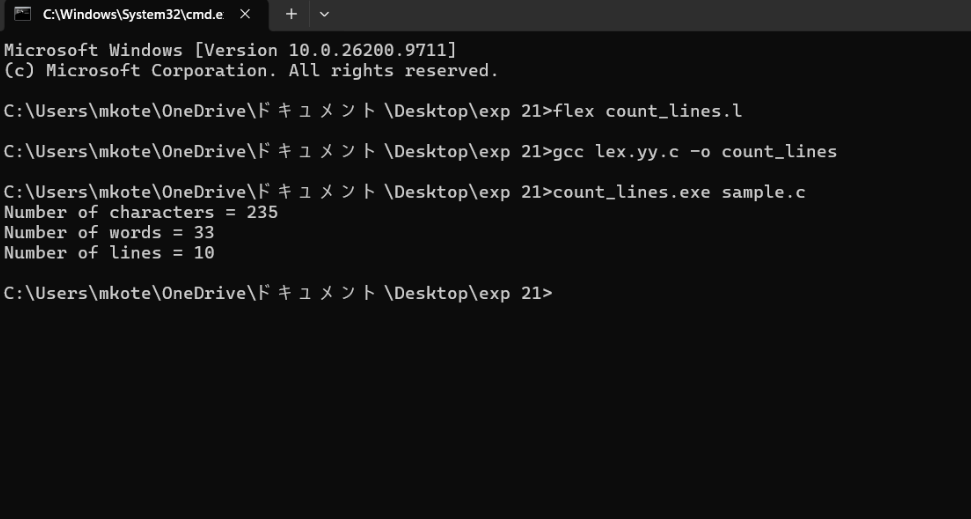 C:\Windows\System32\cmd.e
Microsoft Windows [Version 10.0.26200.9711]
(c) Microsoft Corporation. All rights reserved.
C:\Users\mkote\OneDrive\ドキュメント\Desktop\exp 21>flex count_lines.l
C:\Users\mkote\OneDrive\ドキュメント\Desktop\exp 21>gcc lex.yy.c -o count_lines
C:\Users\mkote\OneDrive\ドキュメント\Desktop\exp 21>count_lines.exe sample.c
Number of characters = 235
Number of words = 33
Number of lines = 10
C:\Users\mkote\OneDrive\ドキュメント\Desktop\exp 21>